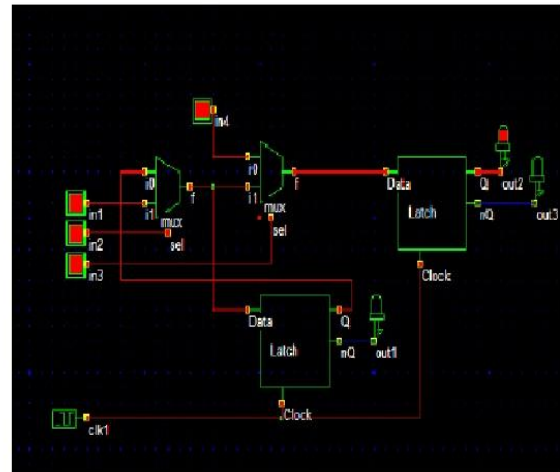 in4
i0
i0
f
Data
Q
out2
in1
i1
f
i1
mux
Latch
nQ
out3
in2
mux
sel
in3
sel
Clock
Data
Q
Latch
nQ
out1
Clock
clk1